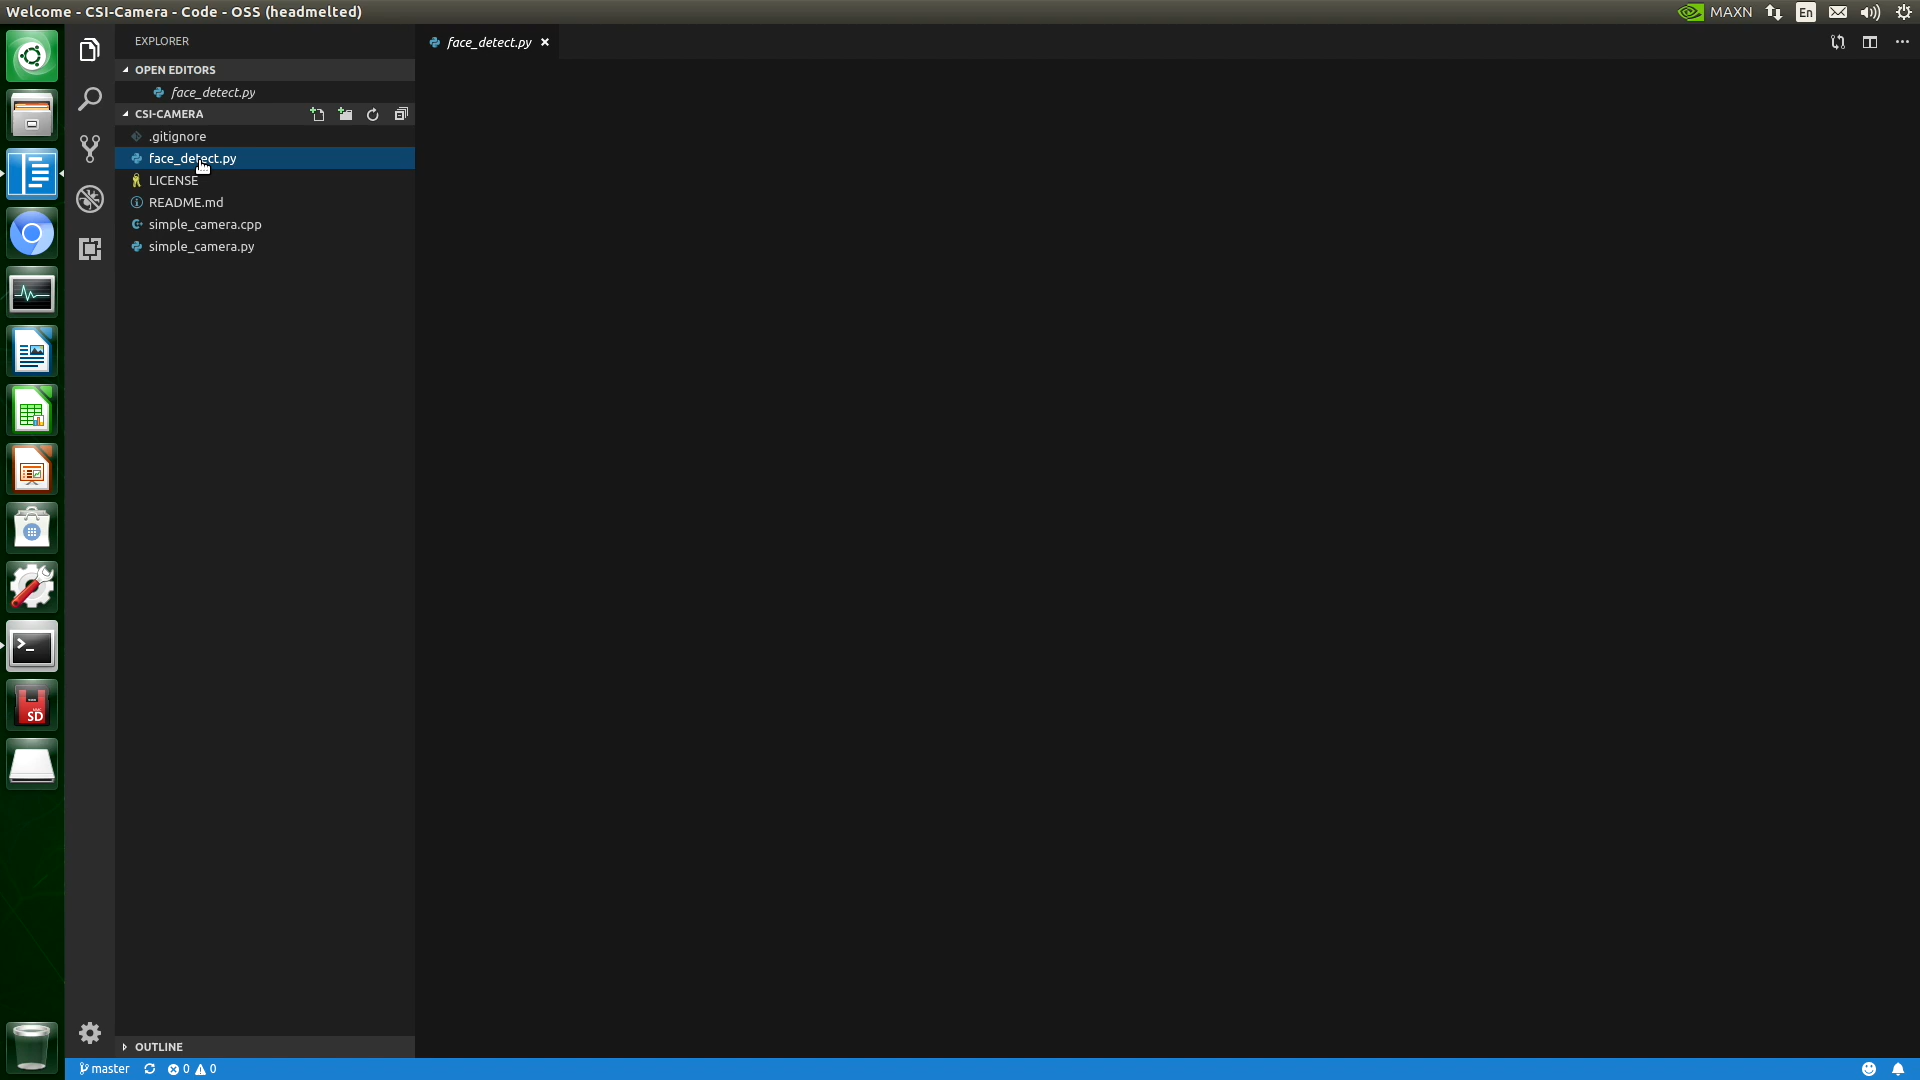 Welcome - CSI-Camera - Code - OSS (headmelted)
MAXN
En
EXPLORER
face_detect.py
OPEN EDITORS
face_detect.py
CSI-CAMERA
.gitignore
face_detect.py
LICENSE
README.md
simple_camera.cpp
simple_camera.py
SD
OUTLINE
master
0
0